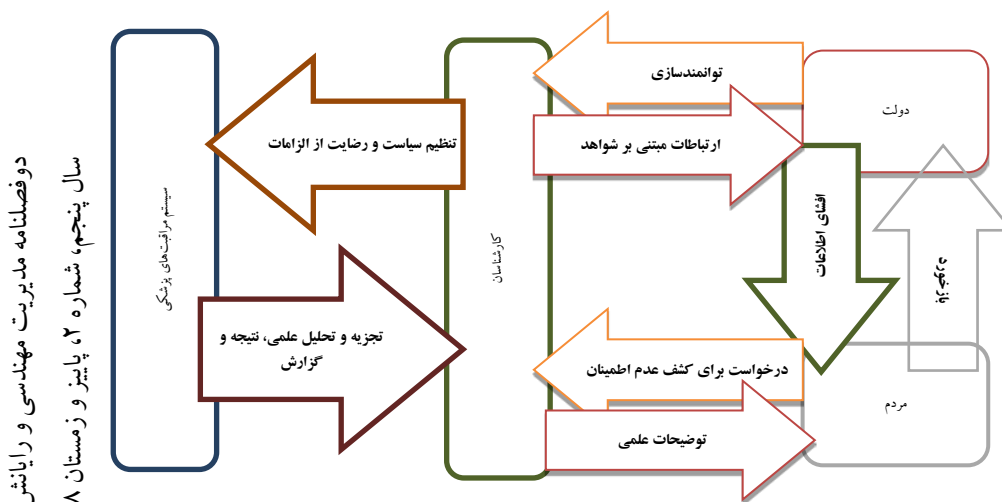 دوفصلنامه مدیریت مهندسی و رایانش
سال پنجم، شماره ۲، پاییز و زمستان ۸
دولت
توانمندسازی
ارتباطات مبتنی بر شواهد
افشای اطلاعات
بازخورد
مردم
درخواست برای کشف عدم اطمینان
توضیحات علمی
کارشناسان
تنظیم سیاست و رضایت از الزامات
تجزیه و تحلیل علمی، نتیجه و
گزارش
سیستم مراقبت‌های پزشکی